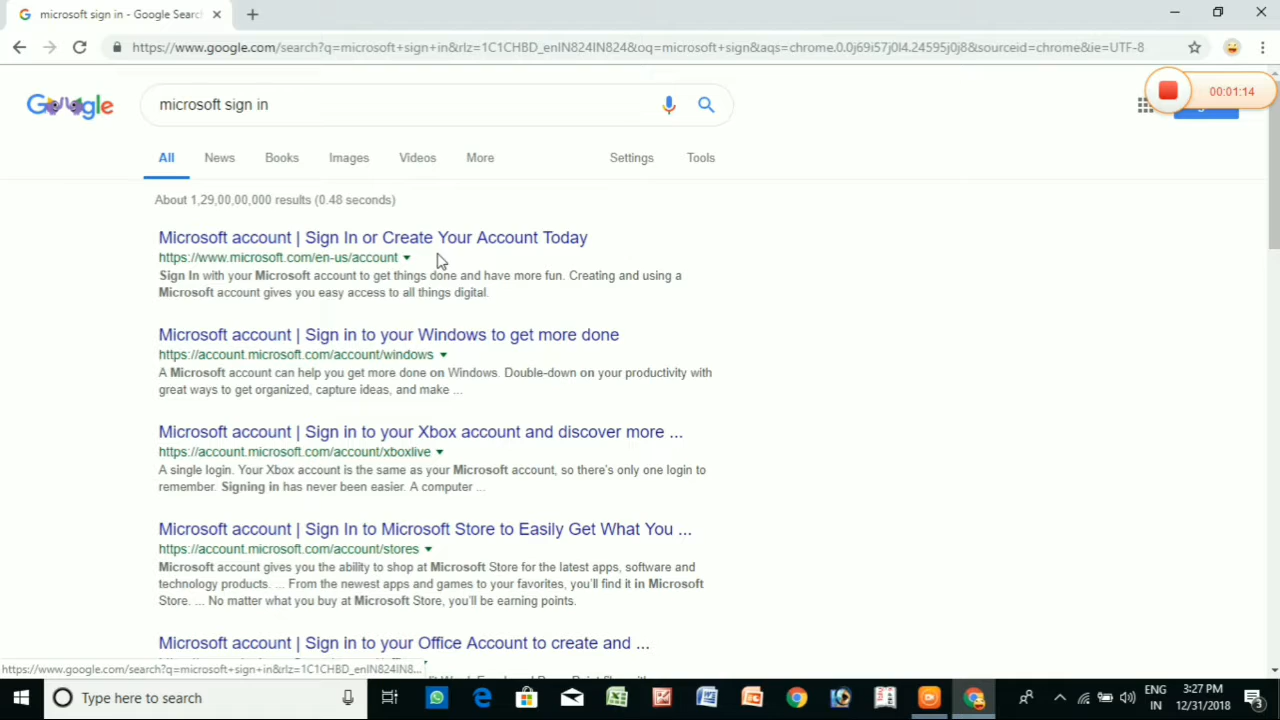 microsoft sign in - Google Searc
https://www.google.com/search?q=microsoft+sign+in&rlz=1C1CHBD_enIN824IN824&oq=microsoft+sign&aqs=chrome.0.0j69i57j0l4.24595j0j8&sourceid=chrome&ie=UTF-8
Google
microsoft sign in
00:01:14
All News Books Images Videos More Settings Tools
About 1,29,00,00,000 results (0.48 seconds)
Microsoft account | Sign In or Create Your Account Today
https://www.microsoft.com/en-us/account
Sign In with your Microsoft account to get things done and have more fun. Creating and using a
Microsoft account gives you easy access to all things digital.
Microsoft account | Sign in to your Windows to get more done
https://account.microsoft.com/account/windows
A Microsoft account can help you get more done on Windows. Double-down on your productivity with
great ways to get organized, capture ideas, and make ...
Microsoft account | Sign in to your Xbox account and discover more ...
https://account.microsoft.com/account/xboxlive
A single login. Your Xbox account is the same as your Microsoft account, so there's only one login to
remember. Signing in has never been easier. A computer ...
Microsoft account | Sign In to Microsoft Store to Easily Get What You ...
https://account.microsoft.com/account/stores
Microsoft account gives you the ability to shop at Microsoft Store for the latest apps, software and
technology products. ... From the newest apps and games to your favorites, you'll find it in Microsoft
Store. ... No matter what you buy at Microsoft Store, you'll be earning points.
Microsoft account | Sign in to your Office Account to create and ...
https://www.google.com/search?q=microsoft+sign+in&rlz=1C1CHBD_enIN824IN8...
Type here to search
ENG
IN
3:27 PM
12/31/2018
3